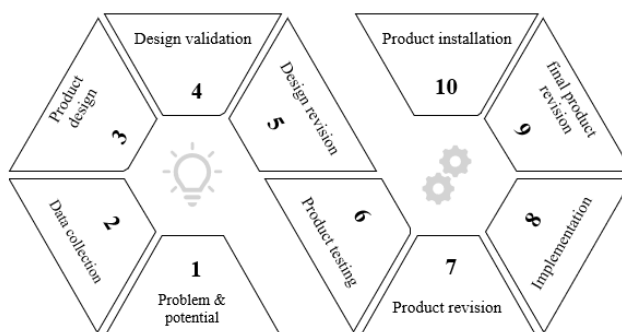 1
Problem &
potential
2
Data collection
3
Product
design
4
Design validation
5
Design revision
6
Product testing
7
Product revision
8
Implementation
9
final product
revision
10
Product installation